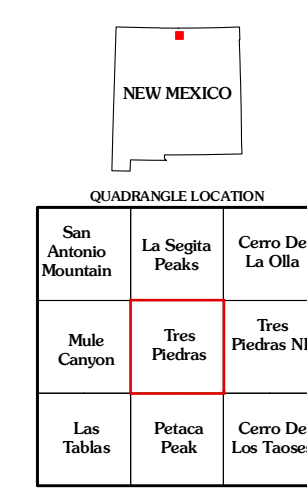 NEW MEXICO
QUADRANGLE LOCATION
San
Antonio
Mountain
La Segita
Peaks
Cerro De
La Olla
Mule
Canyon
Tres
Piedras
Tres
Piedras
Las
Tablas
Petaca
Peak
Cerro De
Los Taoses